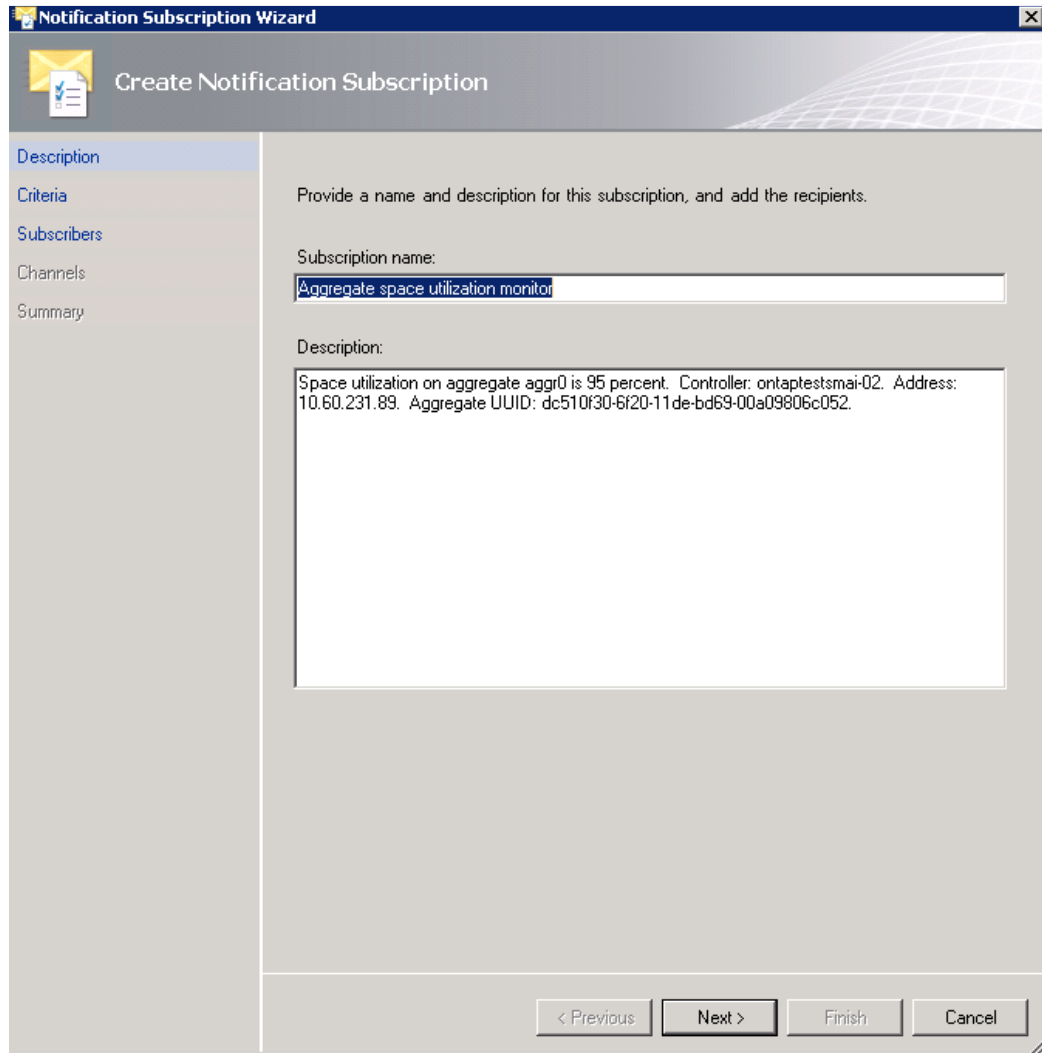 Notification Subscription Wizard
Create Notification Subscription
Description
Criteria
Subscribers
Channels
Summary
Provide a name and description for this subscription, and add the recipients.
Subscription name:
Aggregate space utilization monitor
Description:
Space utilization on aggregate aggr0 is 95 percent. Controller: ontaptestsmai-02. Address:
10.60.231.89. Aggregate UUID: dc510f30-6f20-11de-bd69-00a09806c052.
< Previous
Next >
Finish
Cancel